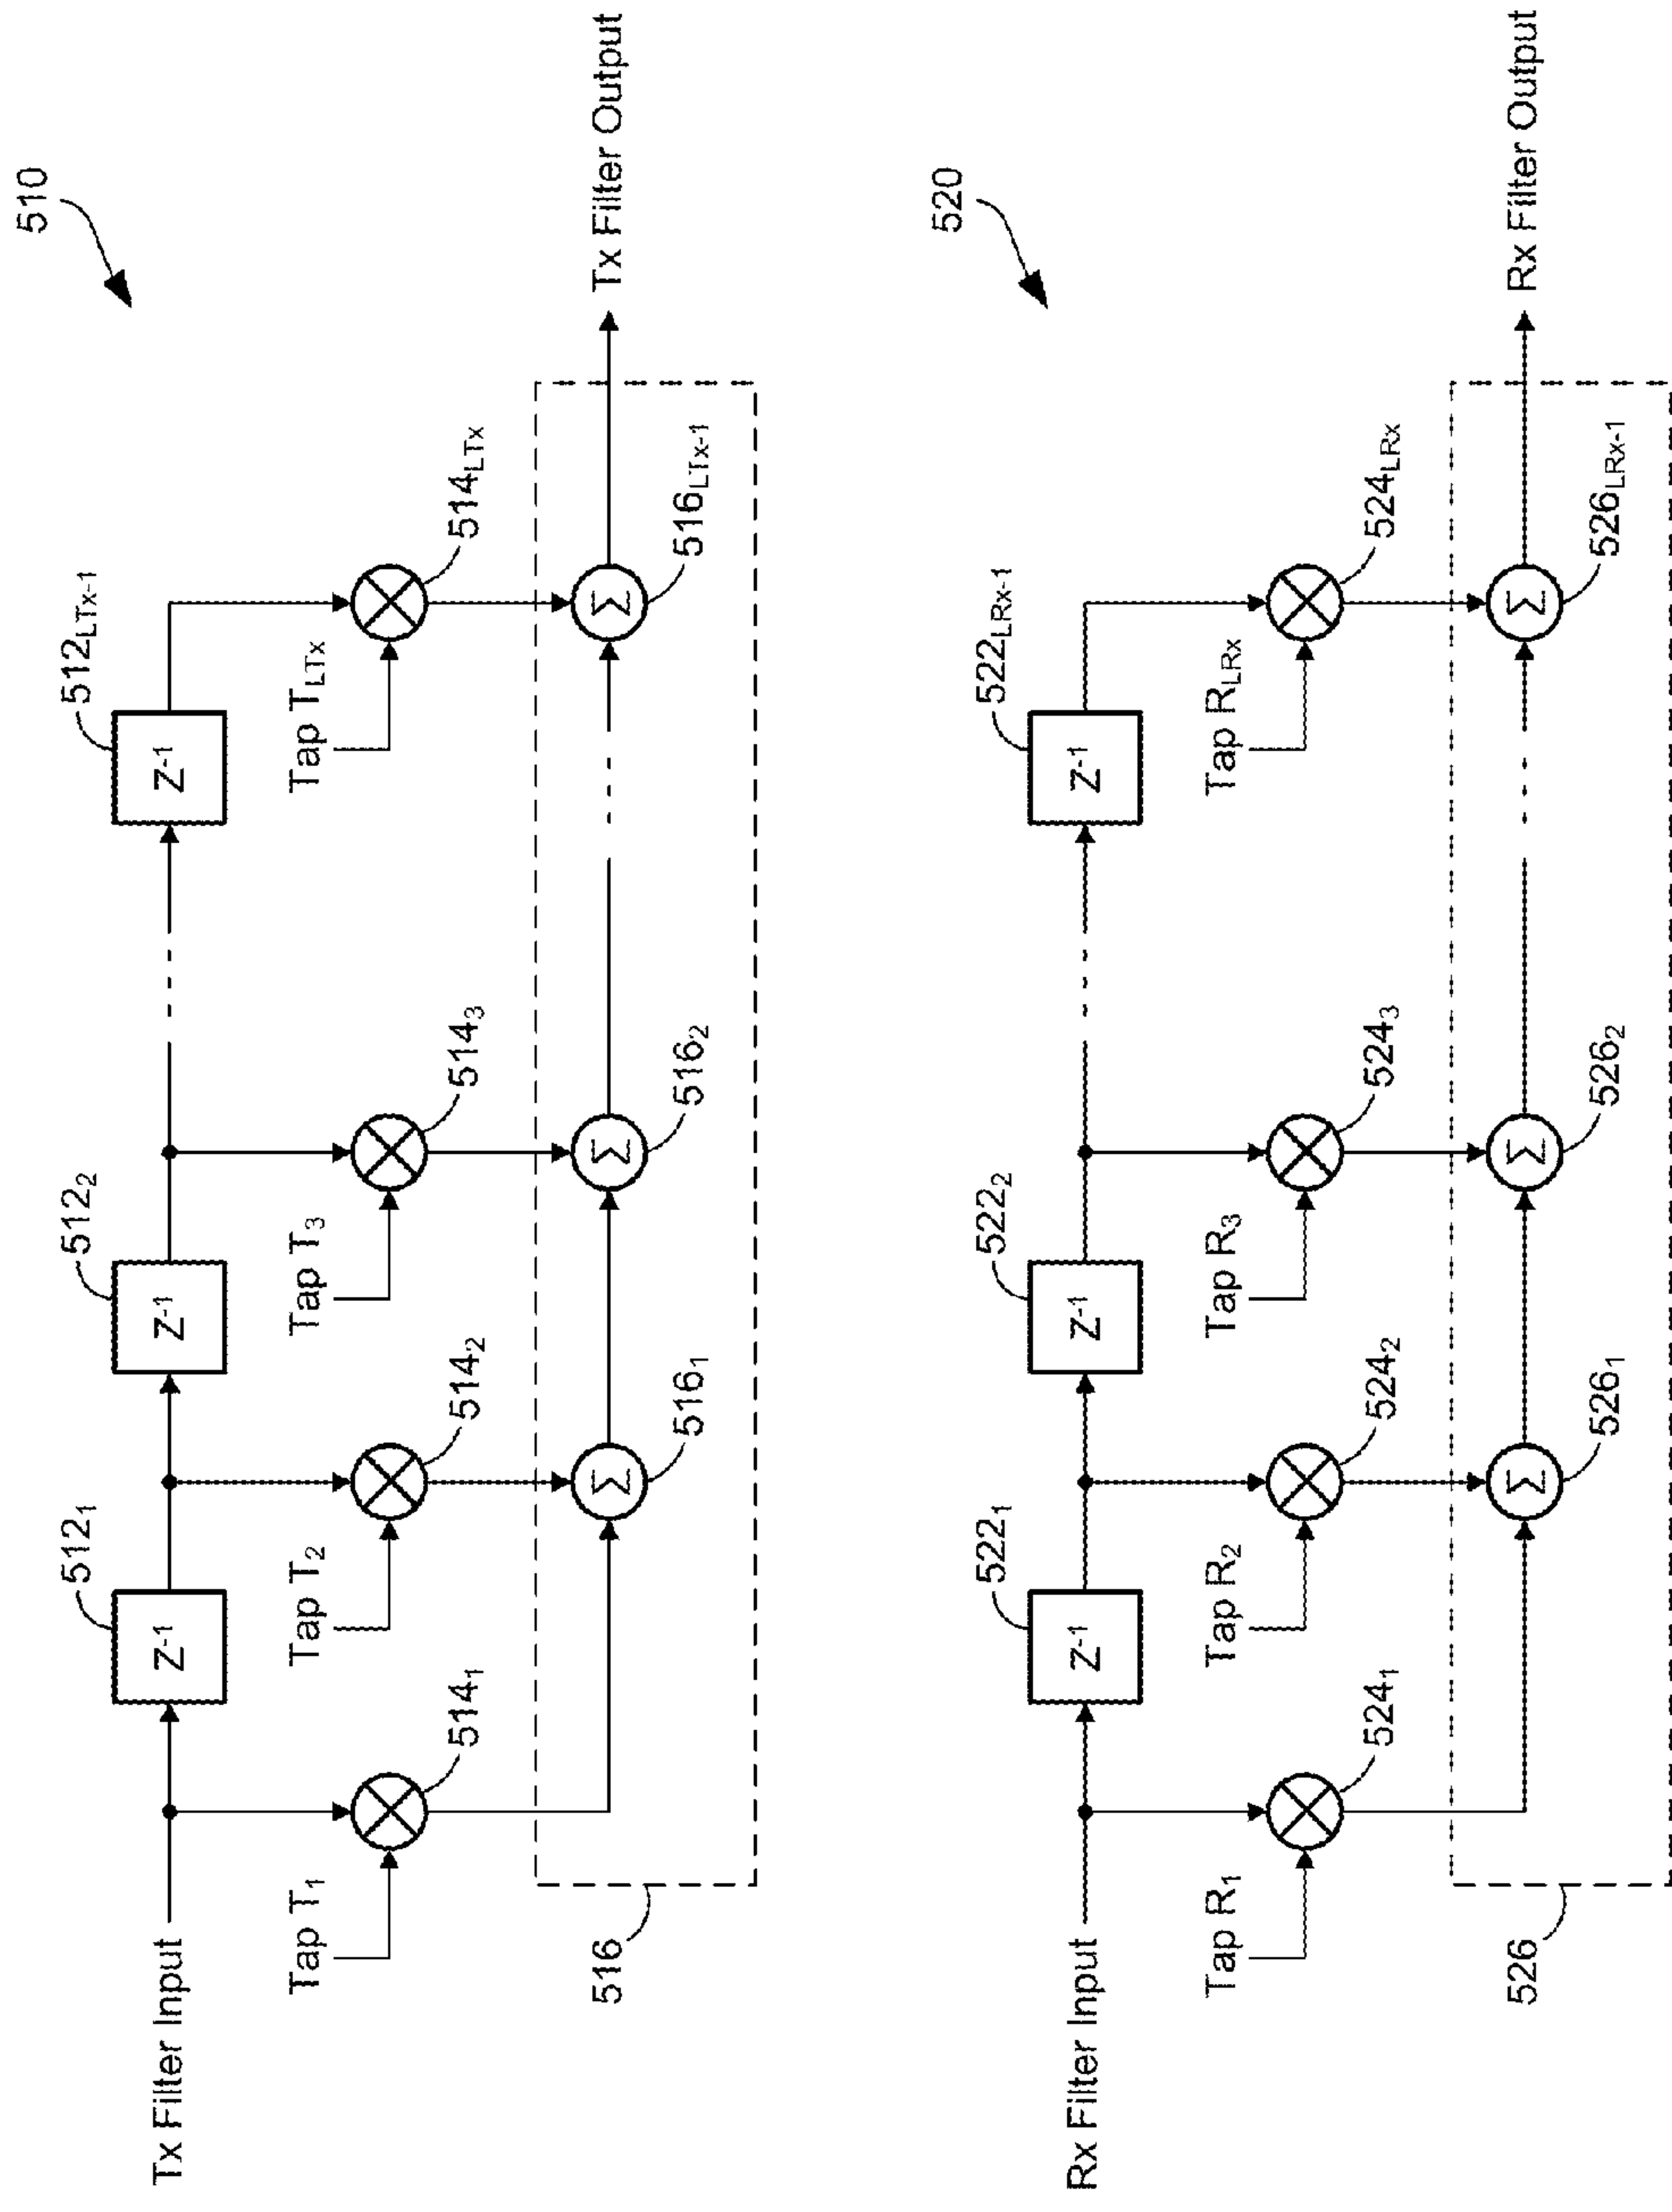 510
512₁
512₂
512LTx-1
Z⁻¹
Z⁻¹
Z⁻¹
Tx Filter Input
Tap T₁
514₁
Tap T₂
514₂
Tap T₃
514₃
Tap TLTx
514LTx
516
Σ
516₁
Σ
516₂
Σ
516LTx-1
Tx Filter Output
520
522₁
522₂
522LRx-1
Z⁻¹
Z⁻¹
Z⁻¹
Rx Filter Input
Tap R₁
524₁
Tap R₂
524₂
Tap R₃
524₃
Tap RLRx
524LRx
526
Σ
526₁
Σ
526₂
Σ
526LRx-1
Rx Filter Output